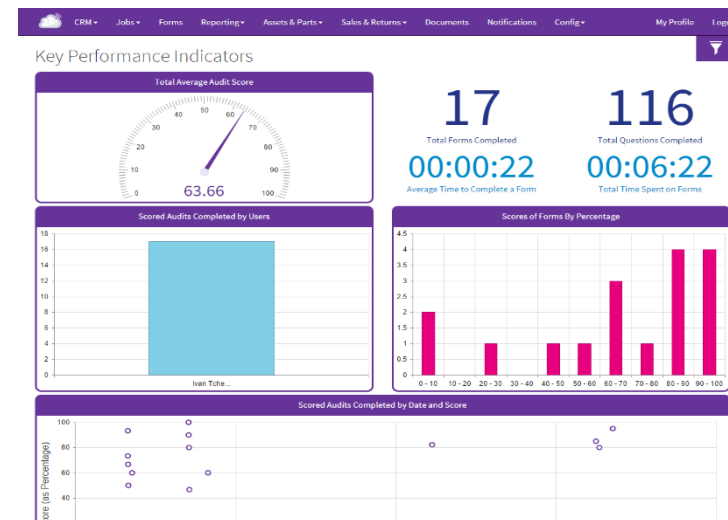 CRM Jobs Forms Reporting Assets & Parts Sales & Returns Documents Notifications Config My Profile
Key Performance Indicators
Total Average Audit Score
0 10 20 30 40 50 60 70 80 90 100
63.66
17
Total Forms Completed
116
Total Questions Completed
00:00:22
Average Time to Complete a Form
00:06:22
Total Time Spent on Forms
Scored Audits Completed by Users
18
16
14
12
10
8
6
4
2
0
Ivan Tche...
Scores of Forms By Percentage
4.5
4
3.5
3
2.5
2
1.5
1
0.5
0
0 - 10 10 - 20 20 - 30 30 - 40 40 - 50 50 - 60 60 - 70 70 - 80 80 - 90 90 - 100
Scored Audits Completed by Date and Score
100
80
60
40
(as Percentage)